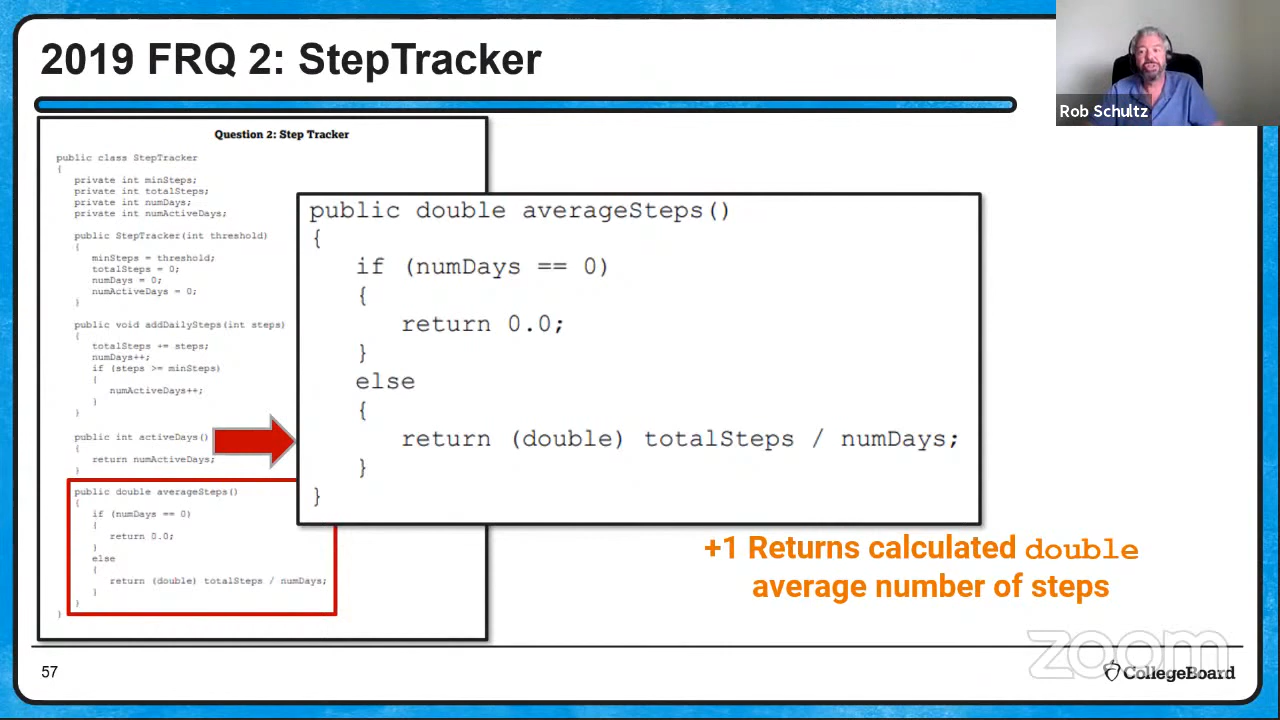 2019 FRQ 2: StepTracker
Rob Schultz
Question 2: Step Tracker
public class StepTracker
{
private int minSteps;
private int totalSteps;
private int numDays;
private int numActiveDays;
public StepTracker(int threshold)
{
minSteps = threshold;
totalSteps = 0;
numDays = 0;
numActiveDays = 0;
}
public void addDailySteps(int steps)
{
totalSteps += steps;
numDays++;
if (steps >= minSteps)
{
numActiveDays++;
}
}
public int activeDays()
{
return numActiveDays;
}
public double averageSteps()
{
if (numDays == 0)
{
return 0.0;
}
else
{
return (double) totalSteps / numDays;
}
}
}
public double averageSteps()
{
if (numDays == 0)
{
return 0.0;
}
else
{
return (double) totalSteps / numDays;
}
}
+1 Returns calculated double
average number of steps
zoom
57
CollegeBoard